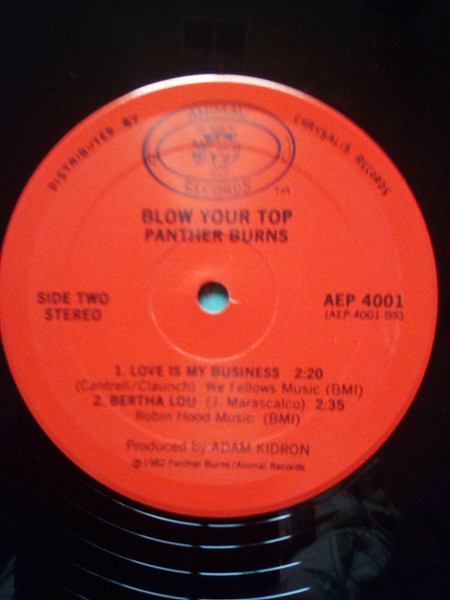 DISTRIBUTED BY CHRYSALIS RECORDS
ANIMAL
RECORDS TM
BLOW YOUR TOP
PANTHER BURNS
SIDE TWO
STEREO
AEP 4001
(AEP-4001-BS)
1. LOVE IS MY BUSINESS 2:20
(Cantrell/Claunch) We Fellows Music (BMI)
2. BERTHA LOU (J. Marascalco) 2:35
Robin Hood Music (BMI)
Produced by ADAM KIDRON
℗1982 Panther Burns/Animal Records